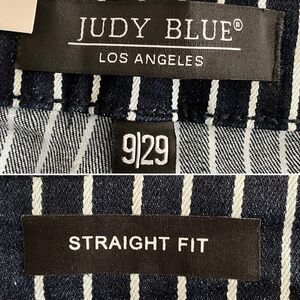 JUDY BLUE®
LOS ANGELES
9|29
STRAIGHT FIT